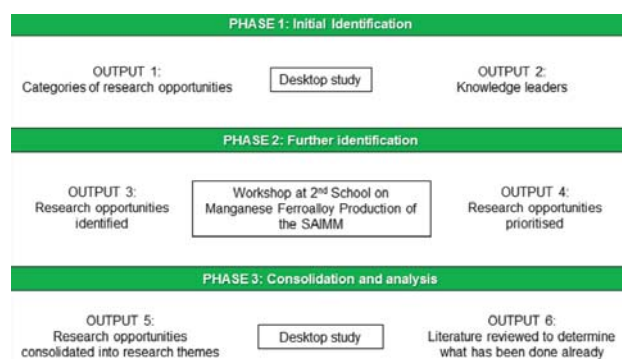 PHASE 1: Initial Identification
OUTPUT 1:
Categories of research opportunities
Desktop study
OUTPUT 2:
Knowledge leaders
PHASE 2: Further identification
OUTPUT 3:
Research opportunities
identified
Workshop at 2nd School on
Manganese Ferroalloy Production of
the SAIMM
OUTPUT 4:
Research opportunities
prioritised
PHASE 3: Consolidation and analysis
OUTPUT 5:
Research opportunities
consolidated into research themes
Desktop study
OUTPUT 6:
Literature reviewed to determine
what has been done already